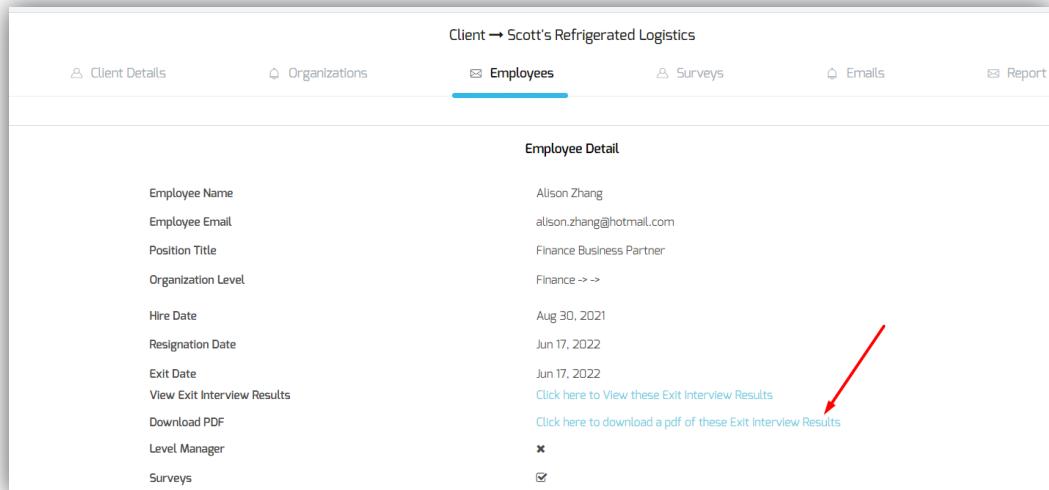 Client → Scott's Refrigerated Logistics
Client Details Organizations Employees Surveys Emails Report
Employee Detail
Employee Name Alison Zhang
Employee Email alison.zhang@hotmail.com
Position Title Finance Business Partner
Organization Level Finance -> ->
Hire Date Aug 30, 2021
Resignation Date Jun 17, 2022
Exit Date Jun 17, 2022
View Exit Interview Results Click here to View these Exit Interview Results
Download PDF Click here to download a pdf of these Exit Interview Results
Level Manager
Surveys